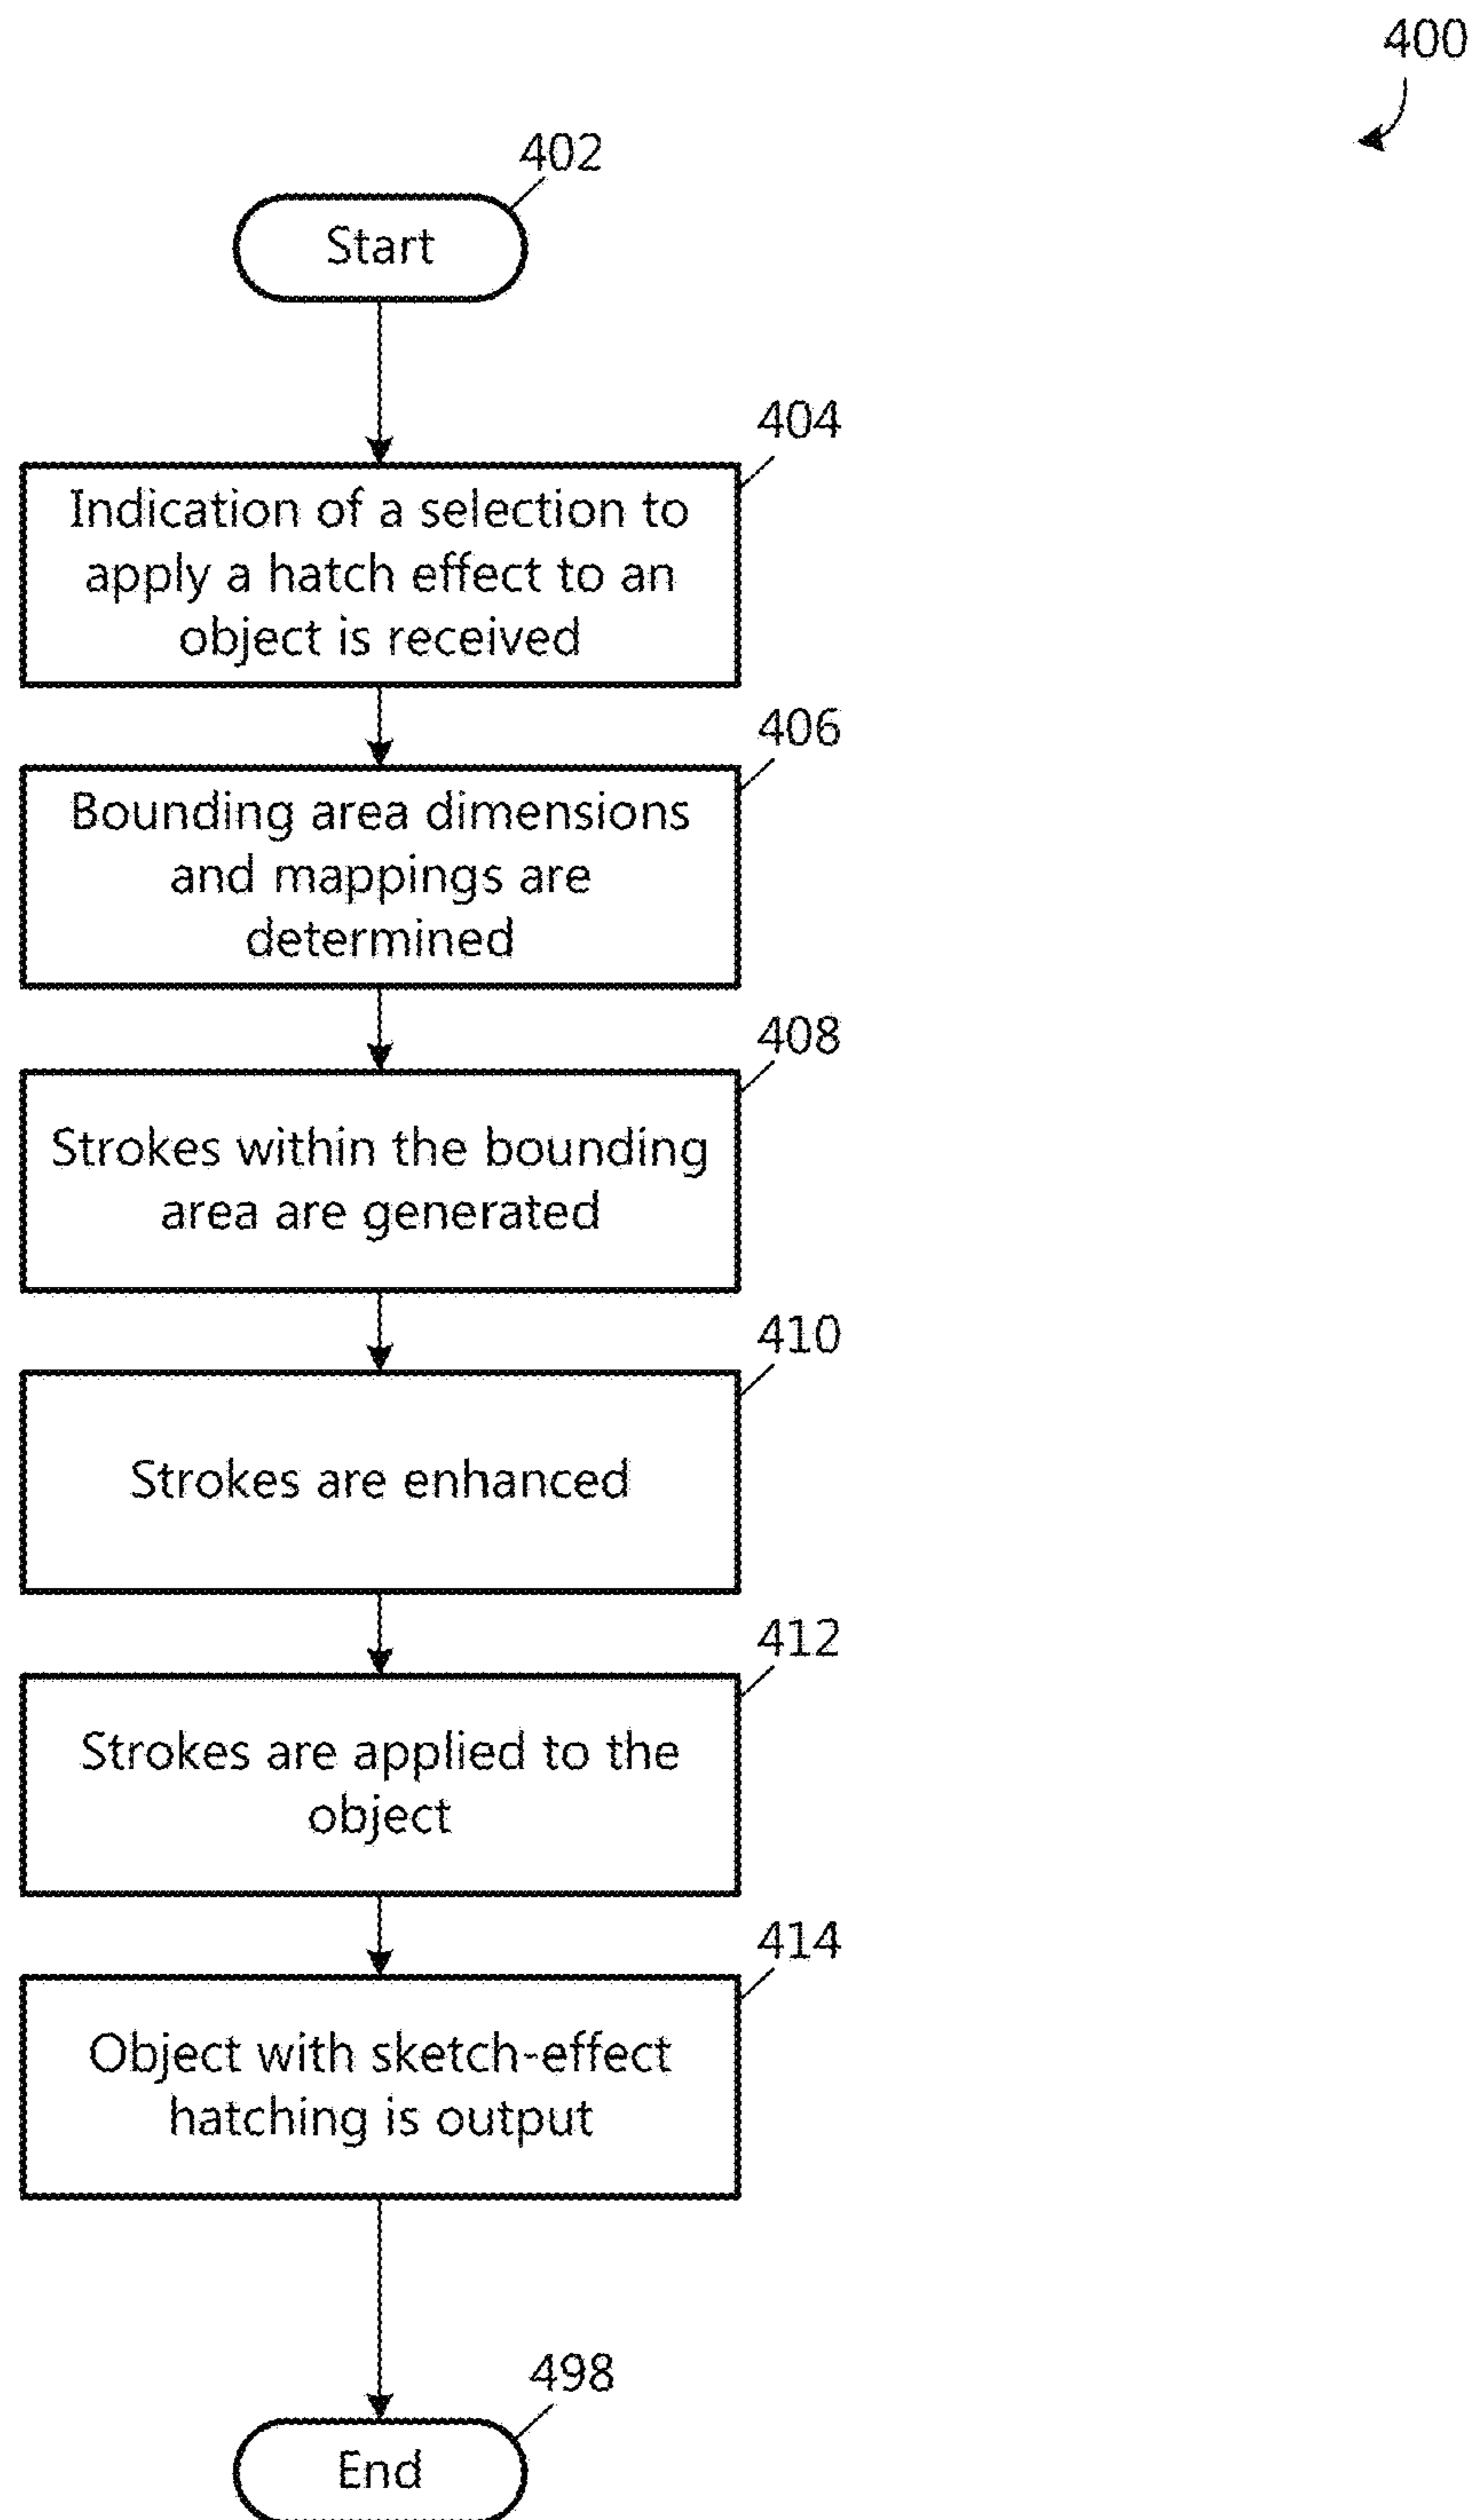 400
402
Start
404
Indication of a selection to
apply a hatch effect to an
object is received
406
Bounding area dimensions
and mappings are
determined
408
Strokes within the bounding
area are generated
410
Strokes are enhanced
412
Strokes are applied to the
object
414
Object with sketch-effect
hatching is output
498
End